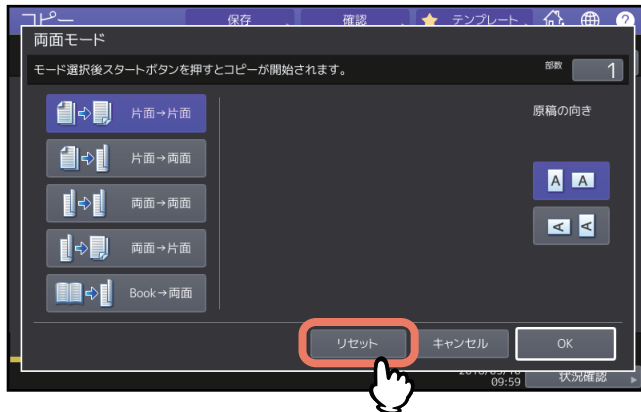 コピー
保存
確認
テンプレート
?
両面モード
モード選択後スタートボタンを押すとコピーが開始されます。
部数
1
片面→片面
原稿の向き
片面→両面
A A
両面→両面
A A
両面→片面
Book→両面
リセット
キャンセル
OK
09:59
状況確認